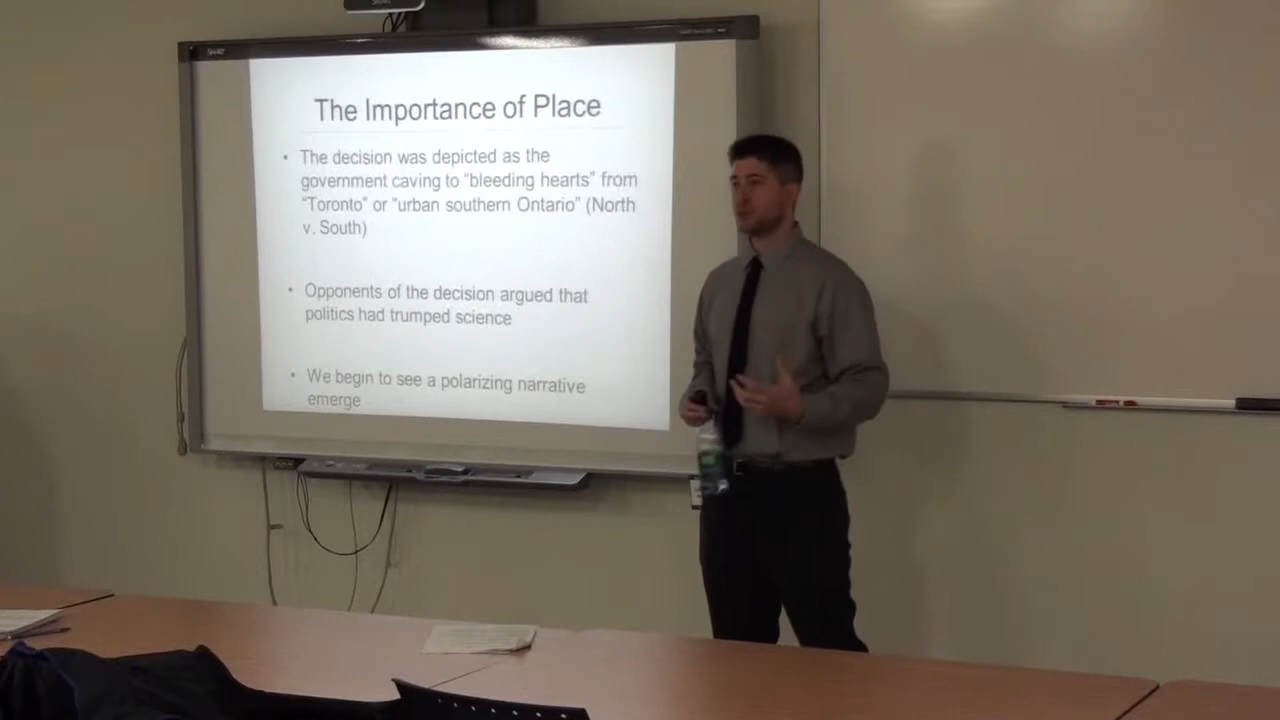 SMART
The Importance of Place
• The decision was depicted as the
government caving to “bleeding hearts” from
“Toronto” or “urban southern Ontario” (North
v. South)
• Opponents of the decision argued that
politics had trumped science
• We begin to see a polarizing narrative
emerge